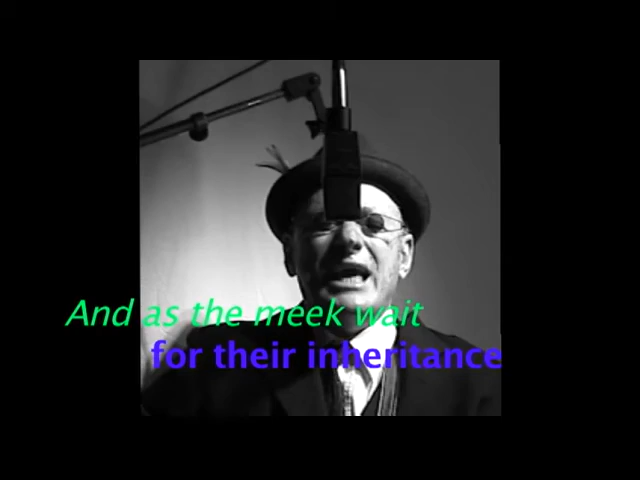 And as the meek wait
for their inheritance